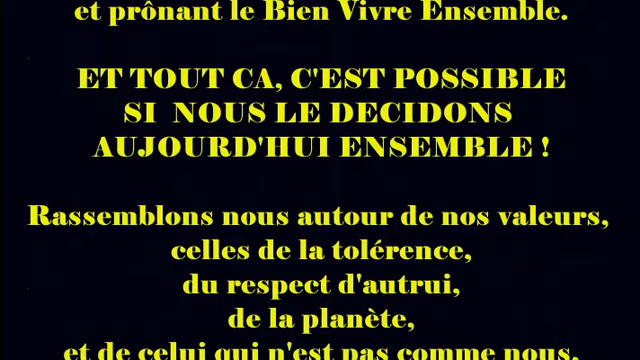 et prônant le Bien Vivre Ensemble.
ET TOUT CA, C'EST POSSIBLE
SI NOUS LE DECIDONS
AUJOURD'HUI ENSEMBLE !
Rassemblons nous autour de nos valeurs,
celles de la tolérence,
du respect d'autrui,
de la planète,
et de celui qui n'est pas comme nous,